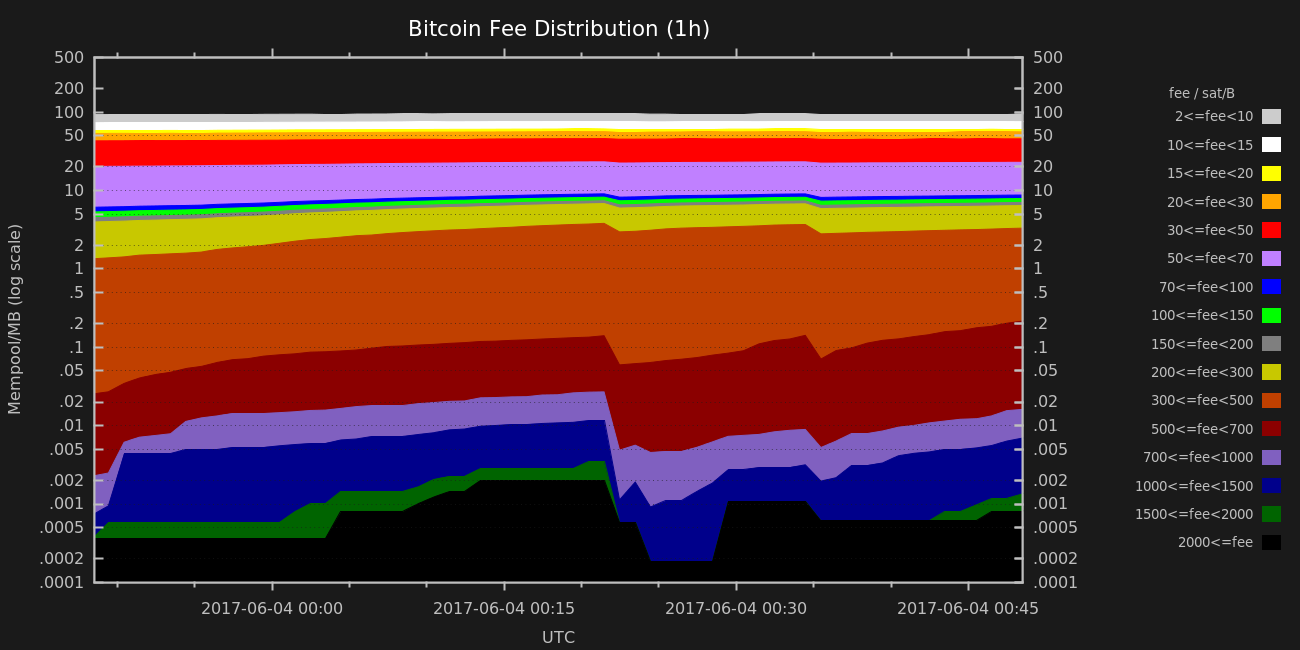 Bitcoin Fee Distribution (1h)
Mempool/MB (log scale)
500
200
100
50
20
10
5
2
1
.5
.2
.1
.05
.02
.01
.005
.002
.001
.0005
.0002
.0001
500
200
100
50
20
10
5
2
1
.5
.2
.1
.05
.02
.01
.005
.002
.001
.0005
.0002
.0001
2017-06-04 00:00
2017-06-04 00:15
2017-06-04 00:30
2017-06-04 00:45
UTC
fee / sat/B
2<=fee<10
10<=fee<15
15<=fee<20
20<=fee<30
30<=fee<50
50<=fee<70
70<=fee<100
100<=fee<150
150<=fee<200
200<=fee<300
300<=fee<500
500<=fee<700
700<=fee<1000
1000<=fee<1500
1500<=fee<2000
2000<=fee